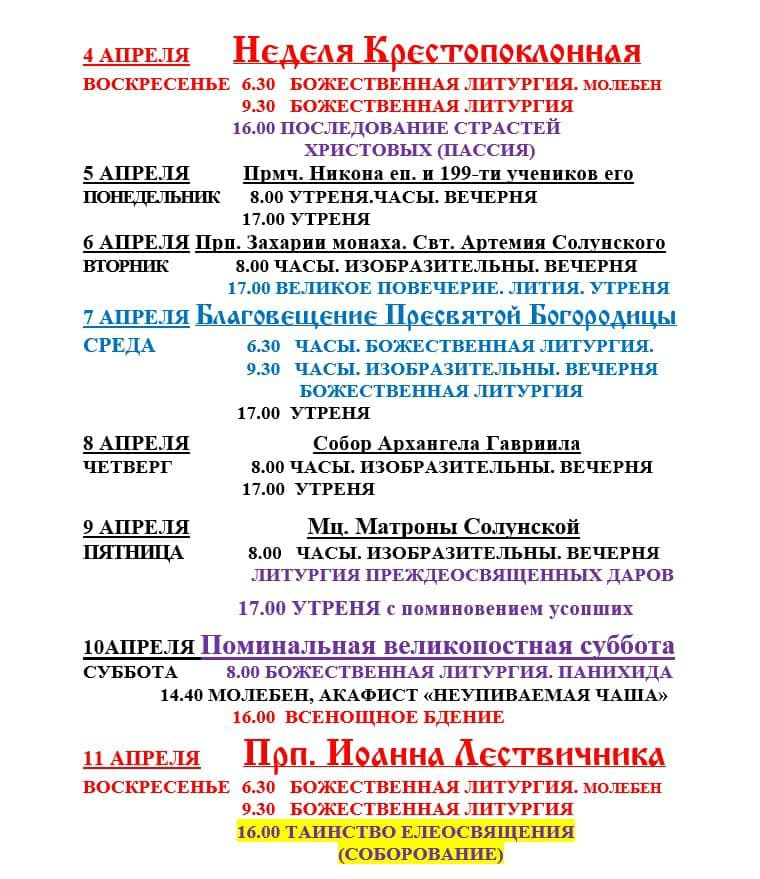 4 АПРЕЛЯ Неделя Крестопоклонная
ВОСКРЕСЕНЬЕ 6.30 БОЖЕСТВЕННАЯ ЛИТУРГИЯ. МОЛЕБЕН
9.30 БОЖЕСТВЕННАЯ ЛИТУРГИЯ
16.00 ПОСЛЕДОВАНИЕ СТРАСТЕЙ
ХРИСТОВЫХ (ПАССИЯ)
5 АПРЕЛЯ Прмч. Никона еп. и 199-ти учеников его
ПОНЕДЕЛЬНИК 8.00 УТРЕНЯ.ЧАСЫ. ВЕЧЕРНЯ
17.00 УТРЕНЯ
6 АПРЕЛЯ Прп. Захарии монаха. Свт. Артемия Солунского
ВТОРНИК 8.00 ЧАСЫ. ИЗОБРАЗИТЕЛЬНЫ. ВЕЧЕРНЯ
17.00 ВЕЛИКОЕ ПОВЕЧЕРИЕ. ЛИТИЯ. УТРЕНЯ
7 АПРЕЛЯ Благовещение Пресвятой Богородицы
СРЕДА 6.30 ЧАСЫ. БОЖЕСТВЕННАЯ ЛИТУРГИЯ.
9.30 ЧАСЫ. ИЗОБРАЗИТЕЛЬНЫ. ВЕЧЕРНЯ
БОЖЕСТВЕННАЯ ЛИТУРГИЯ
17.00 УТРЕНЯ
8 АПРЕЛЯ Собор Архангела Гавриила
ЧЕТВЕРГ 8.00 ЧАСЫ. ИЗОБРАЗИТЕЛЬНЫ. ВЕЧЕРНЯ
17.00 УТРЕНЯ
9 АПРЕЛЯ Мц. Матроны Солунской
ПЯТНИЦА 8.00 ЧАСЫ. ИЗОБРАЗИТЕЛЬНЫ. ВЕЧЕРНЯ
ЛИТУРГИЯ ПРЕЖДЕОСВЯЩЕННЫХ ДАРОВ
17.00 УТРЕНЯ с поминовением усопших
10АПРЕЛЯ Поминальная великопостная суббота
СУББОТА 8.00 БОЖЕСТВЕННАЯ ЛИТУРГИЯ. ПАНИХИДА
14.40 МОЛЕБЕН, АКАФИСТ «НЕУПИВАЕМАЯ ЧАША»
16.00 ВСЕНОЩНОЕ БДЕНИЕ
11 АПРЕЛЯ Прп. Иоанна Лествичника
ВОСКРЕСЕНЬЕ 6.30 БОЖЕСТВЕННАЯ ЛИТУРГИЯ. МОЛЕБЕН
9.30 БОЖЕСТВЕННАЯ ЛИТУРГИЯ
16.00 ТАИНСТВО ЕЛЕОСВЯЩЕНИЯ
(СОБОРОВАНИЕ)